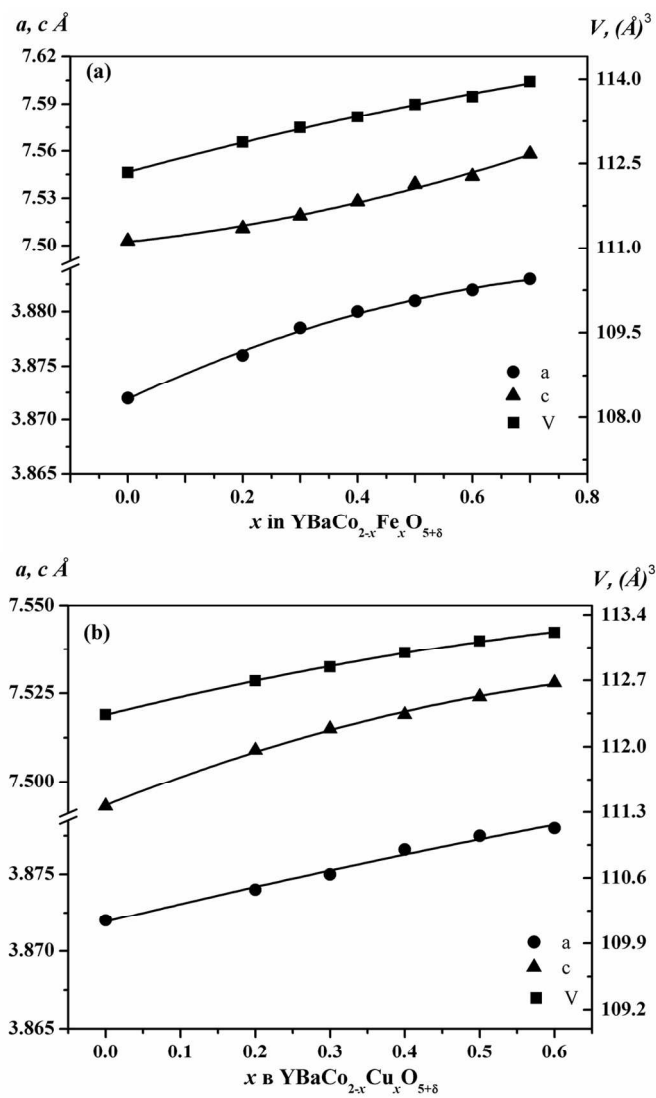 a, c Å
V, (Å)³
(a)
7.62
7.59
7.56
7.53
7.50
3.880
3.875
3.870
3.865
114.0
112.5
111.0
109.5
108.0
a
c
V
0.0 0.2 0.4 0.6 0.8
x in YBaCo₂₋ₓFeₓO₅₊δ
a, c Å
V, (Å)³
(b)
7.550
7.525
7.500
3.875
3.870
3.865
113.4
112.7
112.0
111.3
110.6
109.9
109.2
a
c
V
0.0 0.1 0.2 0.3 0.4 0.5 0.6
x в YBaCo₂₋ₓCuₓO₅₊δ